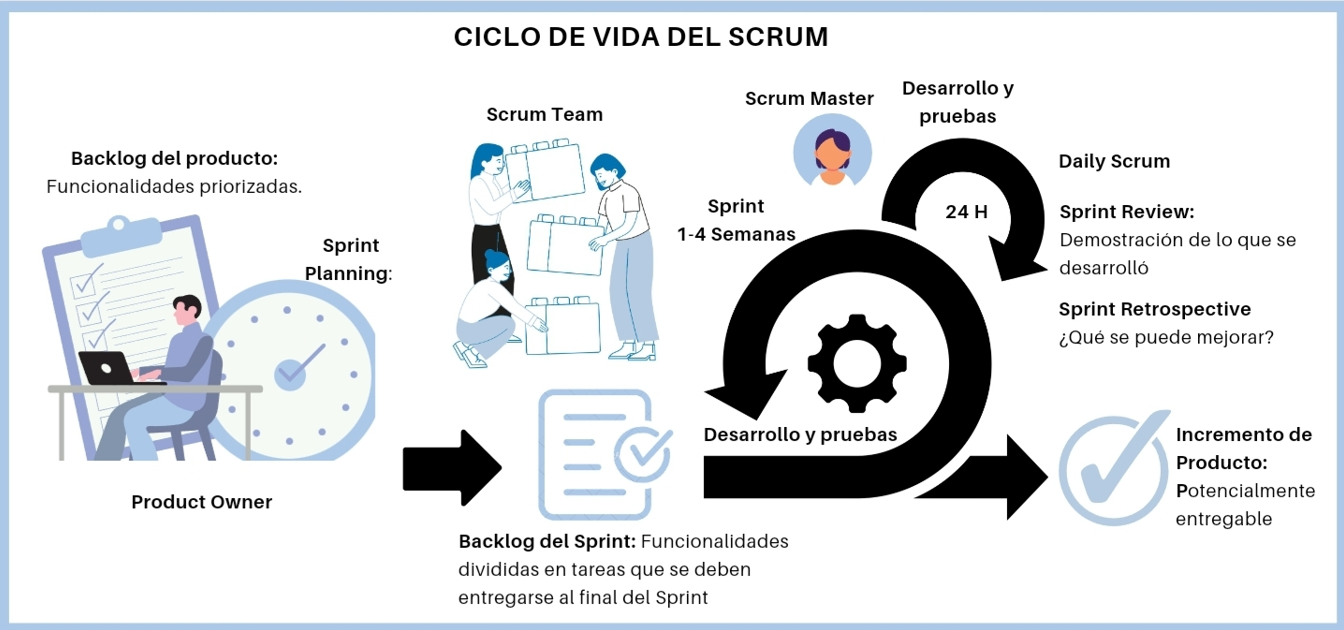 CICLO DE VIDA DEL SCRUM
Backlog del producto:
Funcionalidades priorizadas.
Sprint
Planning:
Product Owner
Scrum Team
Backlog del Sprint: Funcionalidades
divididas en tareas que se deben
entregarse al final del Sprint
Scrum Master
Sprint
1-4 Semanas
Desarrollo y pruebas
Desarrollo y
pruebas
24 H
Daily Scrum
Sprint Review:
Demostración de lo que se
desarrolló
Sprint Retrospective
¿Qué se puede mejorar?
Incremento de
Producto:
Potencialmente
entregable